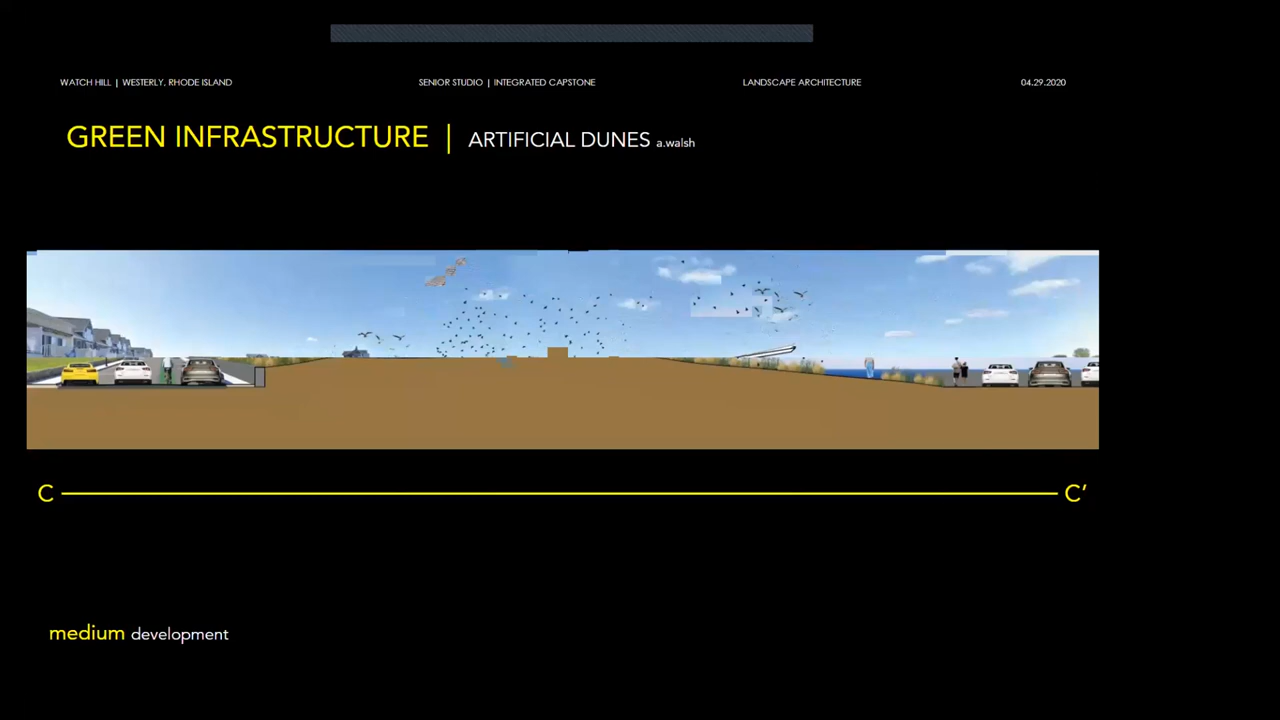 WATCH HILL | WESTERLY, RHODE ISLAND
SENIOR STUDIO | INTEGRATED CAPSTONE
LANDSCAPE ARCHITECTURE
04.29.2020
GREEN INFRASTRUCTURE | ARTIFICIAL DUNES a.walsh
C C'
medium development